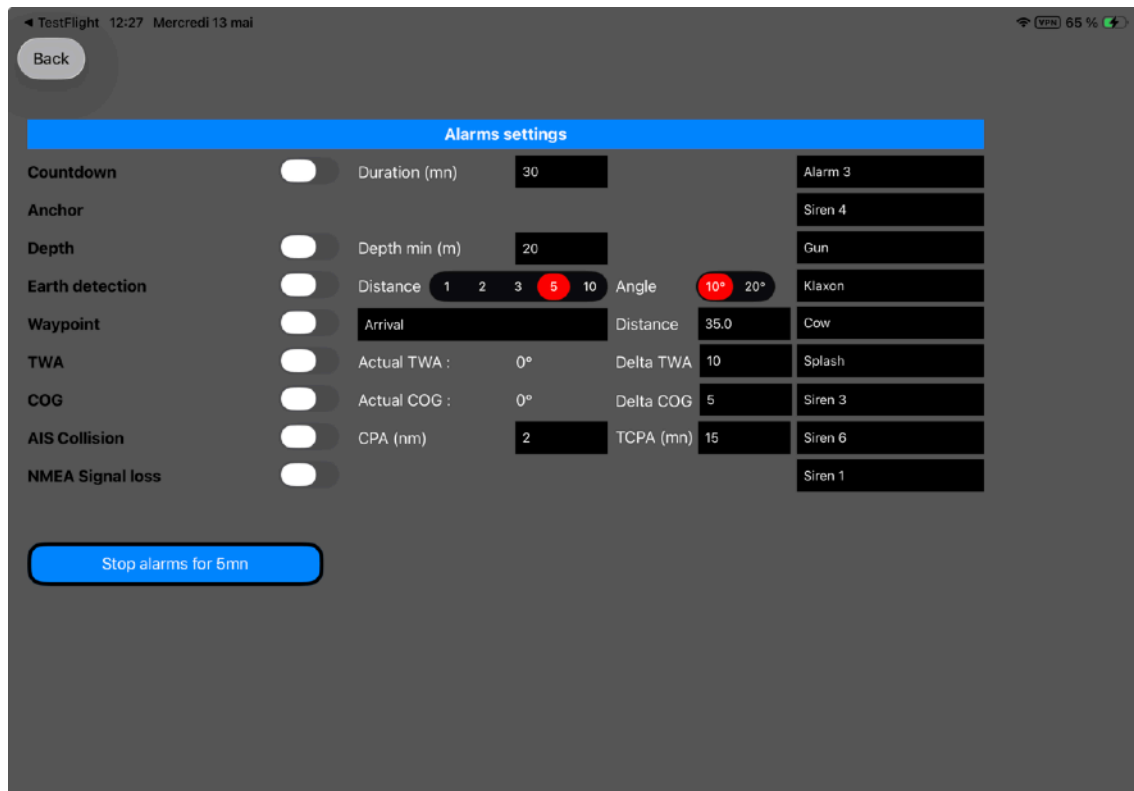 ◀ TestFlight 12:27 Mercredi 13 mai VPN 65 %
Back
Alarms settings
Countdown Duration (mn) 30 Alarm 3
Anchor Siren 4
Depth Depth min (m) 20 Gun
Earth detection Distance 1 2 3 5 10 Angle 10° 20° Klaxon
Waypoint Arrival Distance 35.0 Cow
TWA Actual TWA : 0° Delta TWA 10 Splash
COG Actual COG : 0° Delta COG 5 Siren 3
AIS Collision CPA (nm) 2 TCPA (mn) 15 Siren 6
NMEA Signal loss Siren 1
Stop alarms for 5mn